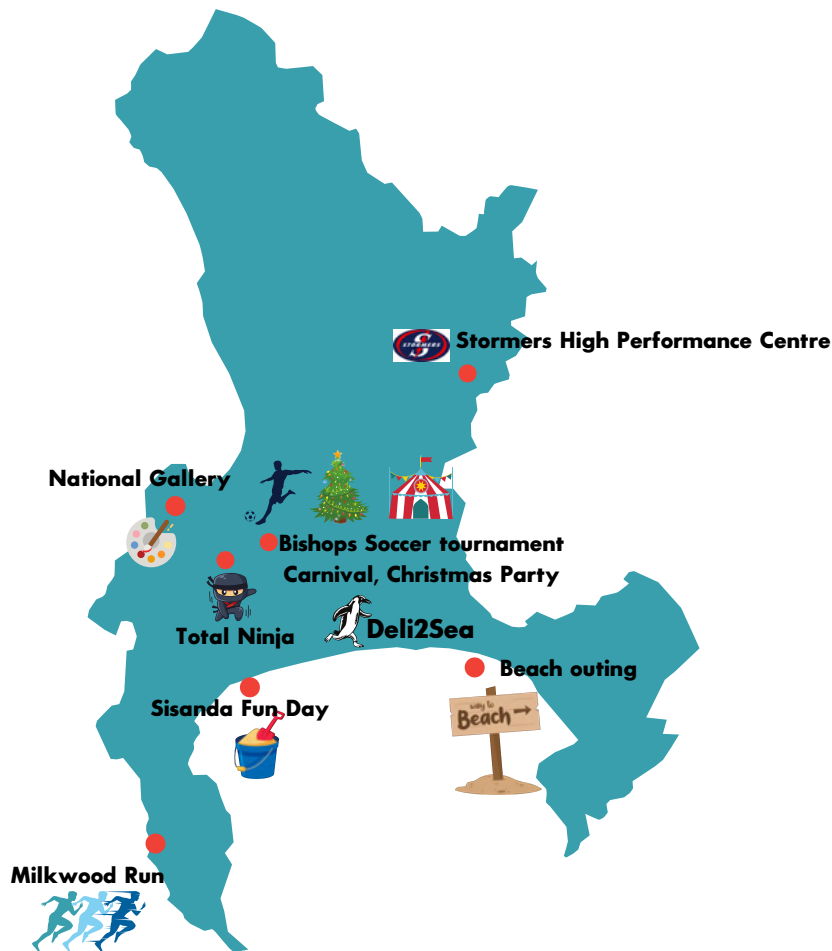 STORMERS
Stormers High Performance Centre
National Gallery
Bishops Soccer tournament
Carnival, Christmas Party
Total Ninja
Deli2Sea
Beach outing
Sisanda Fun Day
way to
Beach
Milkwood Run